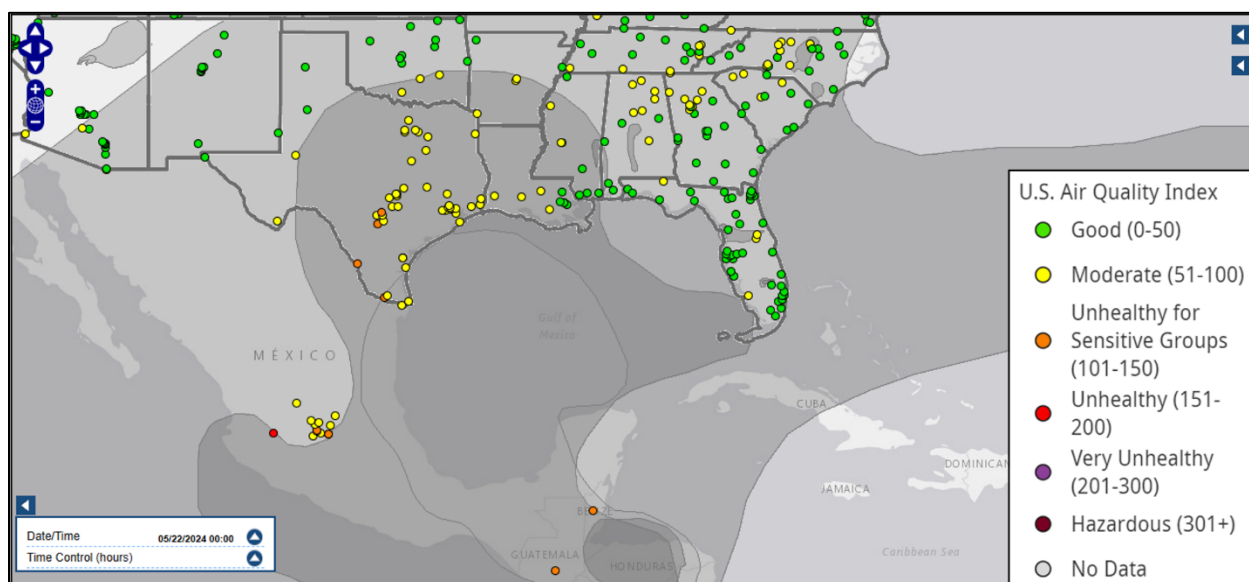 U.S. Air Quality Index
Good (0-50)
Moderate (51-100)
Unhealthy for
Sensitive Groups
(101-150)
Unhealthy (151-
200)
Very Unhealthy
(201-300)
Hazardous (301+)
No Data
Gulf of
Mexico
MÉXICO
CUBA
DOMINICAN
JAMAICA
BELIZE
GUATEMALA
HONDURAS
Caribbean Sea
Date/Time 05/22/2024 00:00
Time Control (hours)